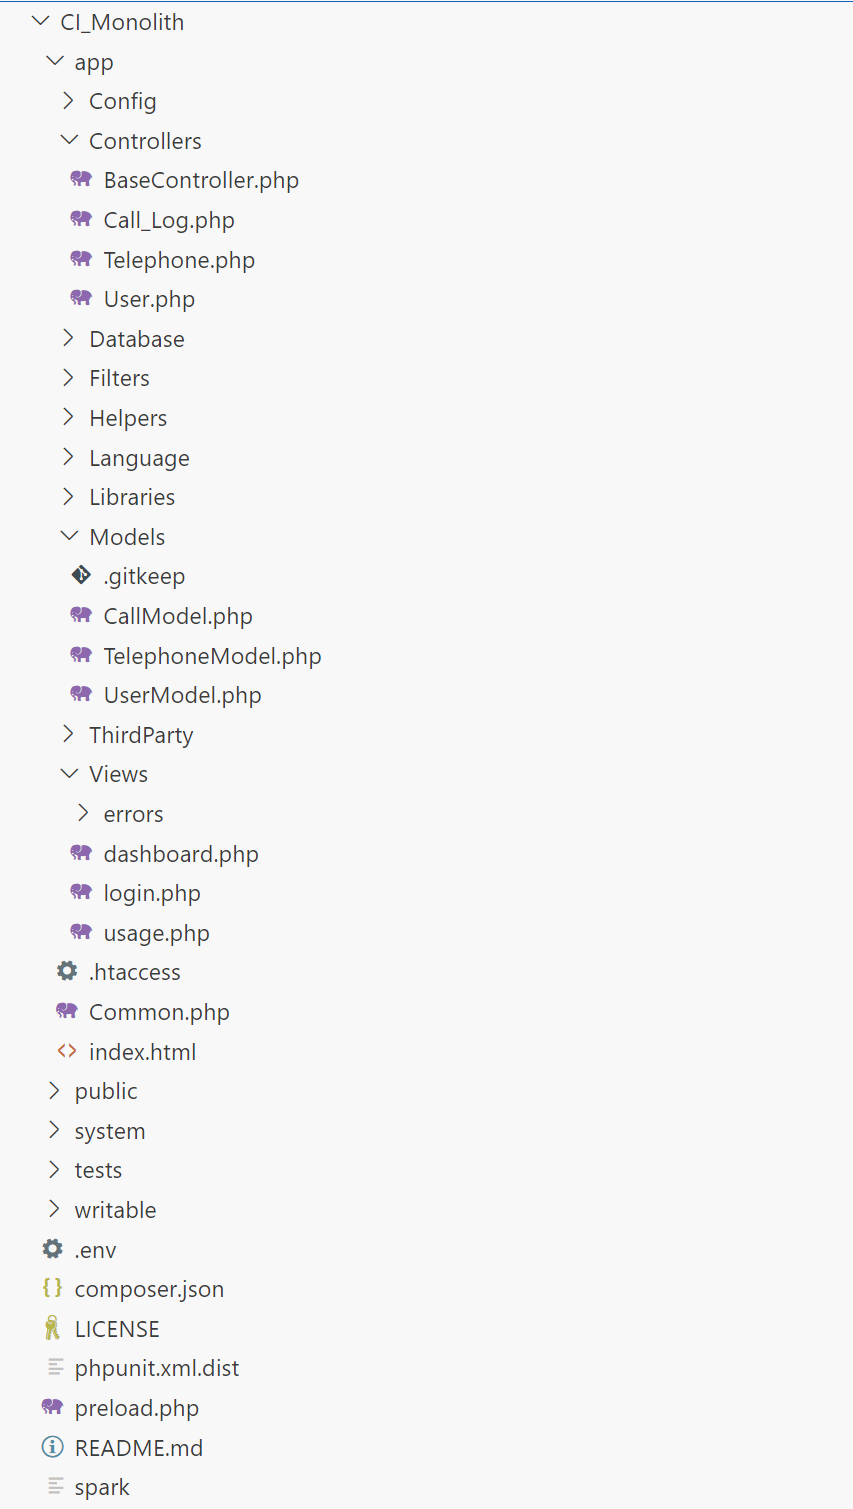 CI_Monolith
app
Config
Controllers
BaseController.php
Call_Log.php
Telephone.php
User.php
Database
Filters
Helpers
Language
Libraries
Models
.gitkeep
CallModel.php
TelephoneModel.php
UserModel.php
ThirdParty
Views
errors
dashboard.php
login.php
usage.php
.htaccess
Common.php
index.html
public
system
tests
writable
.env
composer.json
LICENSE
phpunit.xml.dist
preload.php
README.md
spark